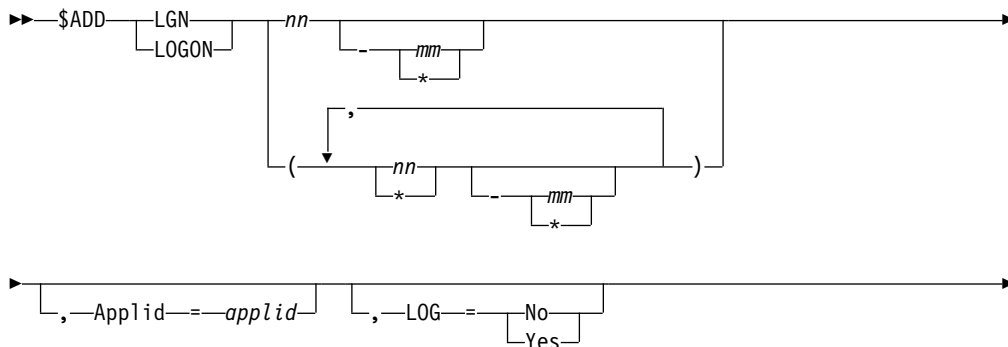 $ADD LGN nn
LOGON - mm
*
,
( nn )
* - mm
*
, Applid = applid , LOG = No
Yes